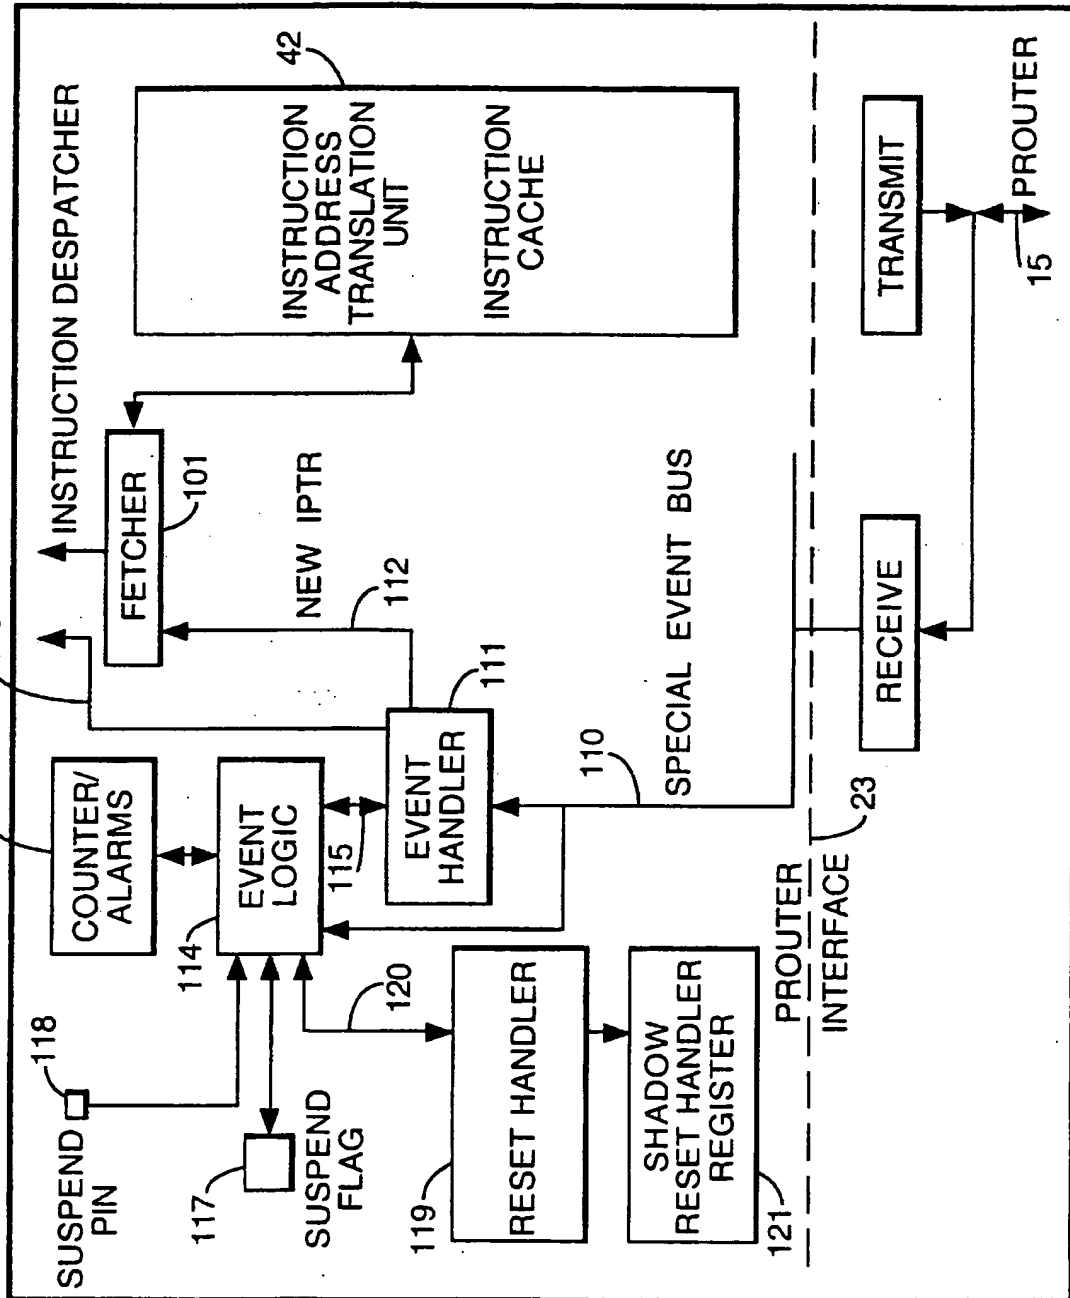 SUSPEND
PIN
118
117
SUSPEND
FLAG
COUNTER/
ALARMS
114
EVENT
LOGIC
115
120
119
RESET HANDLER
SHADOW
RESET HANDLER
REGISTER
121
EVENT
HANDLER
111
110
SPECIAL EVENT BUS
INSTRUCTION DESPATCHER
FETCHER
101
NEW IPTR
112
42
INSTRUCTION
ADDRESS
TRANSLATION
UNIT
INSTRUCTION
CACHE
PROUTER
INTERFACE
23
RECEIVE
TRANSMIT
15
PROUTER